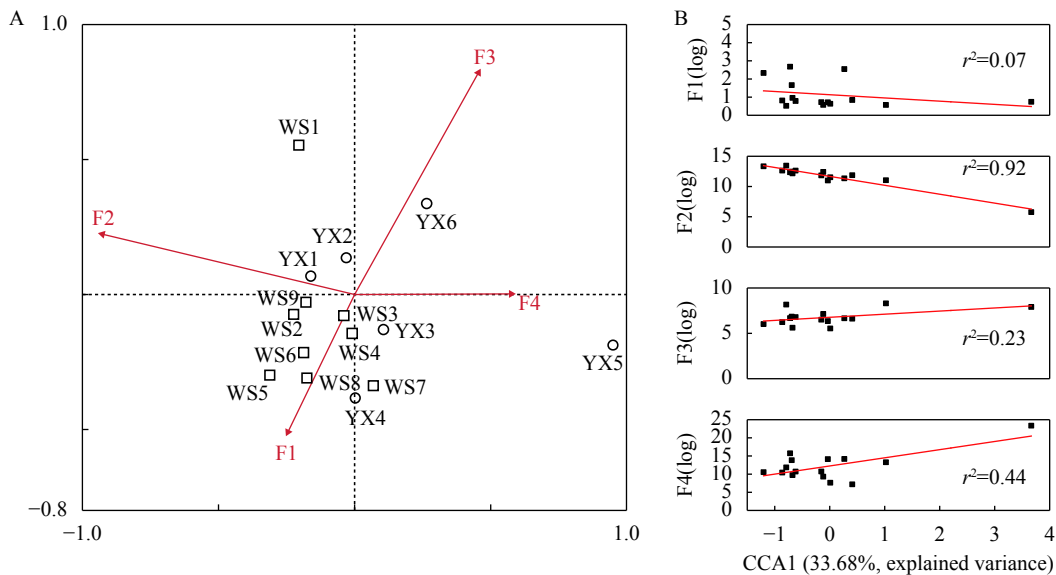 A
1.0
F3
WS1
F2
YX6
YX2
YX1
WS9
WS3
F4
WS2
YX3
WS4
YX5
WS6
WS5
WS8
WS7
YX4
F1
−0.8
−1.0
1.0
B
5
4
3
2
1
0
F1(log)
r²=0.07
15
10
5
0
F2(log)
r²=0.92
15
10
5
0
F3(log)
r²=0.23
25
20
15
10
5
0
F4(log)
r²=0.44
−1 0 1 2 3 4
CCA1 (33.68%, explained variance)